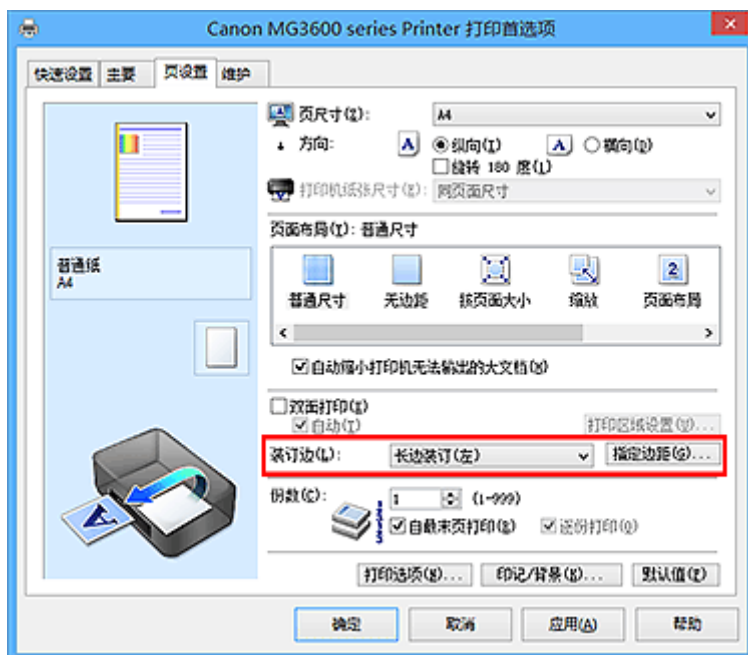 Canon MG3600 series Printer 打印首选项
快速设置 主要 页设置 维护
页尺寸(Z): A4
方向: A 纵向(I) A 横向(D)
旋转 180 度(L)
打印机纸张尺寸(E): 同页面尺寸
页面布局(T): 普通尺寸
普通纸
A4
2
普通尺寸 无边距 按页面大小 缩放 页面布局
自动缩小打印机无法输出的大文档(N)
双面打印(X)
自动(T)
打印区域设置(U)...
装订边(L): 长边装订(左) 指定边距(G)...
份数(C): 1 (1-999)
自最末页打印(R) 逐份打印(O)
A
打印选项(N)... 印记/背景(K)... 默认值(F)
确定 取消 应用(A) 帮助